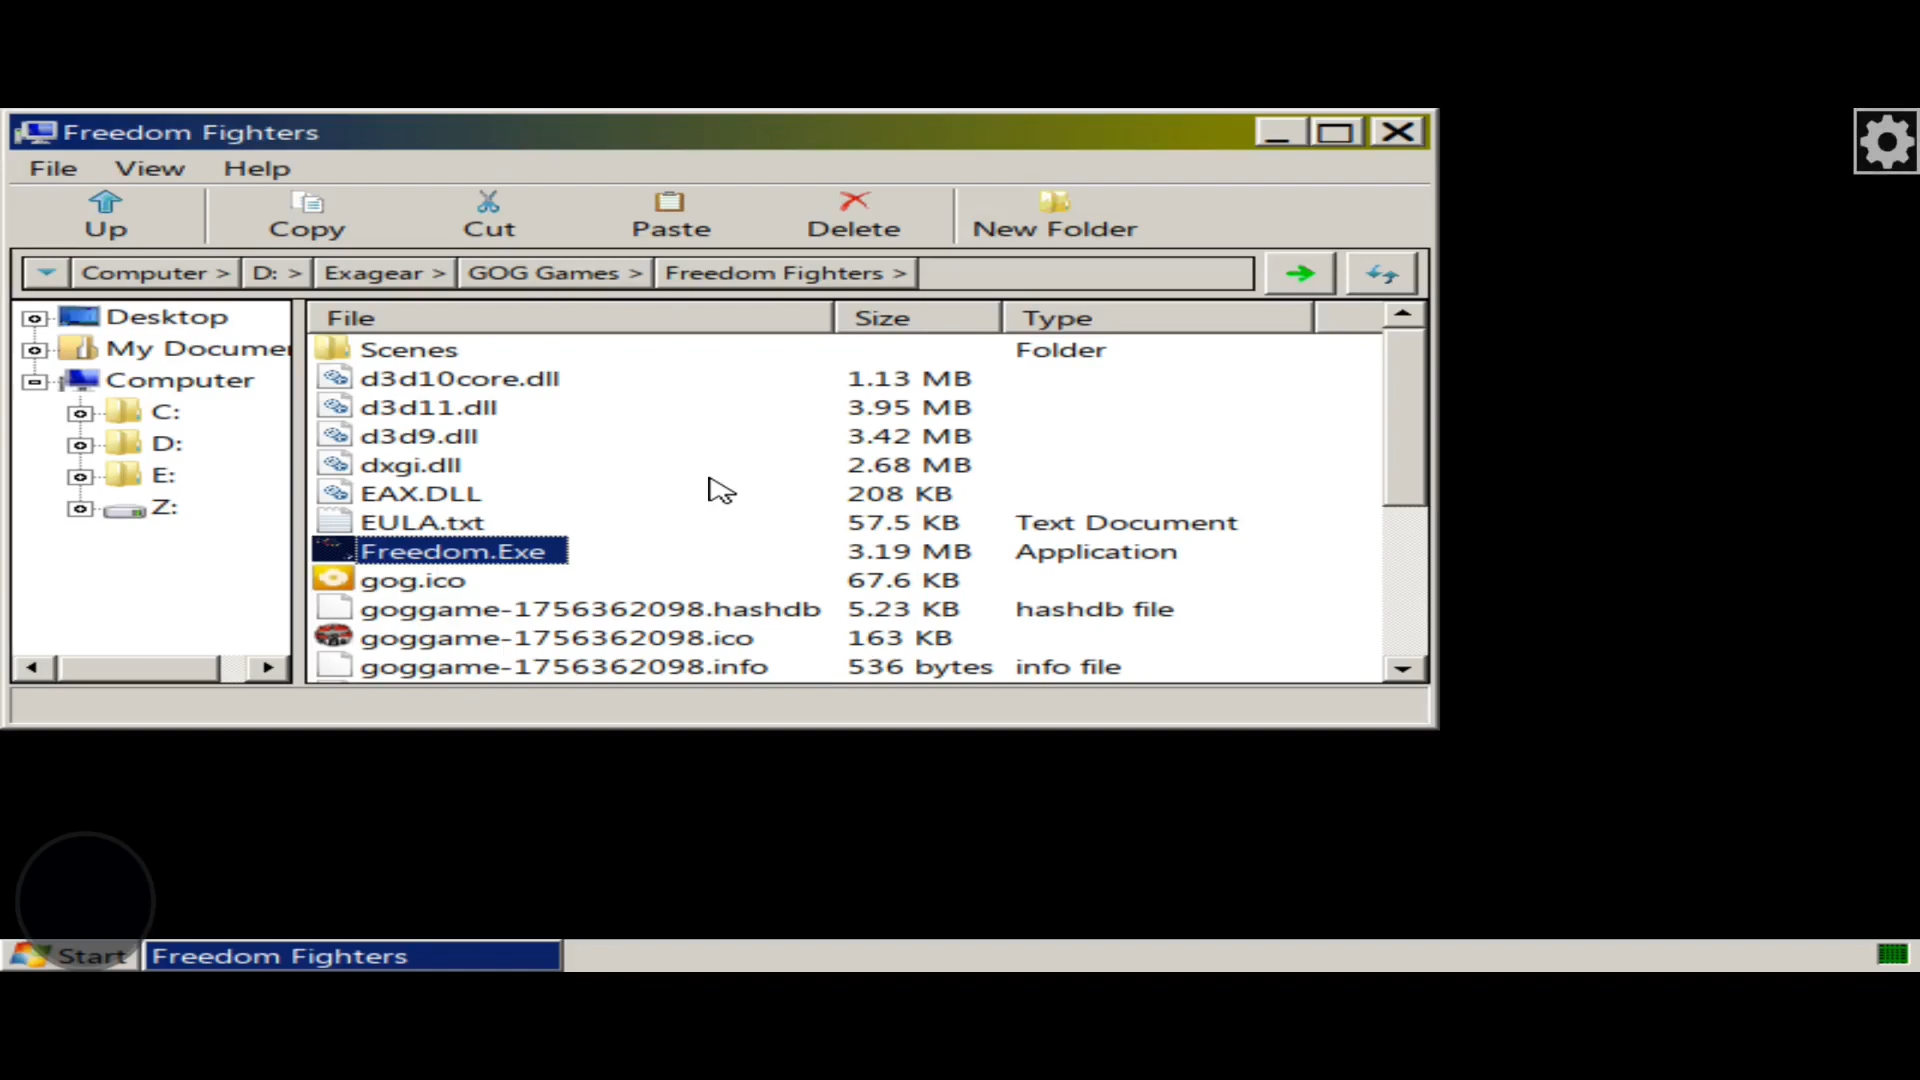 Freedom Fighters
File View Help
Up Copy Cut Paste Delete New Folder
Computer > D: > Exagear > GOG Games > Freedom Fighters >
Desktop
My Docume
Computer
C:
D:
E:
Z:
File Size Type
Scenes Folder
d3d10core.dll 1.13 MB
d3d11.dll 3.95 MB
d3d9.dll 3.42 MB
dxgi.dll 2.68 MB
EAX.DLL 208 KB
EULA.txt 57.5 KB Text Document
Freedom.Exe 3.19 MB Application
gog.ico 67.6 KB
goggame-1756362098.hashdb 5.23 KB hashdb file
goggame-1756362098.ico 163 KB
goggame-1756362098.info 536 bytes info file
Start Freedom Fighters